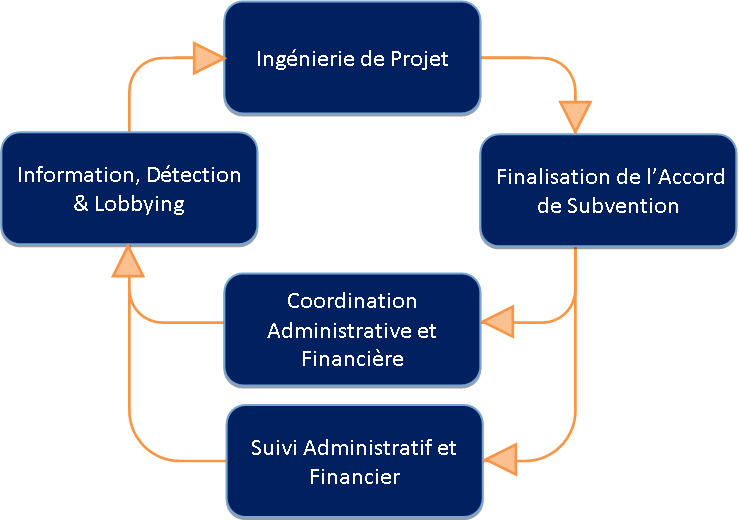 Ingénierie de Projet
Information, Détection
& Lobbying
Finalisation de l’Accord
de Subvention
Coordination
Administrative et
Financière
Suivi Administratif et
Financier